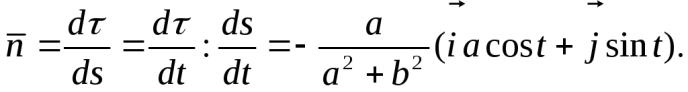 n̄ = dτ/ds = dτ/dt : ds/dt = - a/(a² + b²) (i⃗ a cos t + j⃗ sin t).